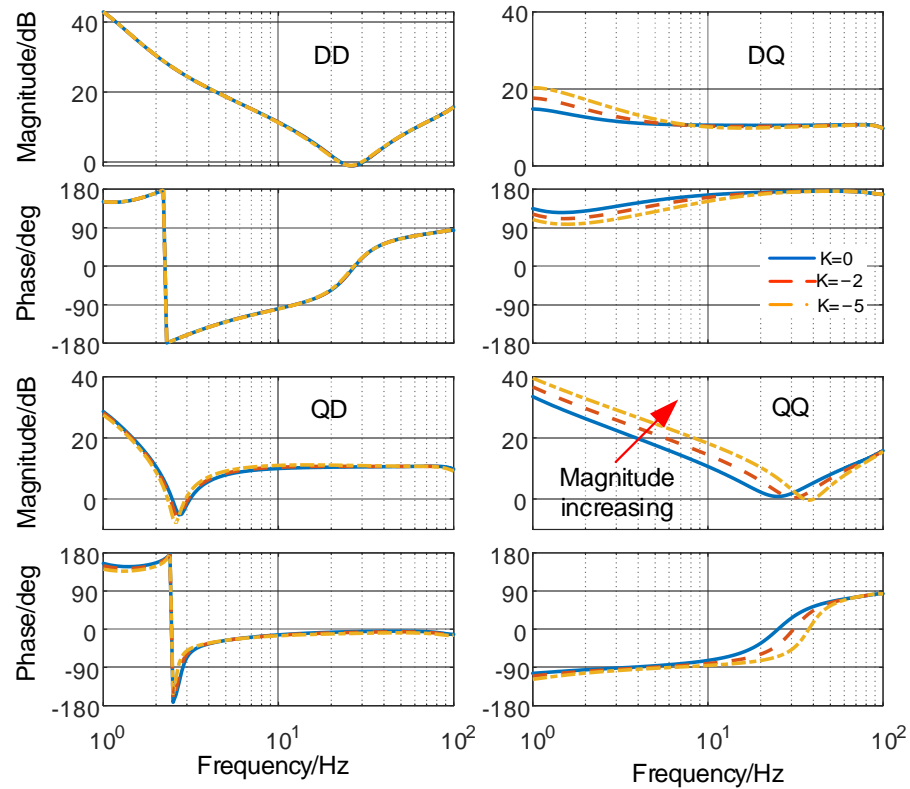 Magnitude/dB
40
20
0
DD
40
20
0
DQ
Phase/deg
180
90
0
-90
-180
180
90
0
-90
-180
K=0
K=−2
K=−5
Magnitude/dB
40
20
0
QD
40
20
0
QQ
Magnitude
increasing
Phase/deg
180
90
0
-90
-180
10^0
10^1
10^2
Frequency/Hz
180
90
0
-90
-180
10^0
10^1
10^2
Frequency/Hz